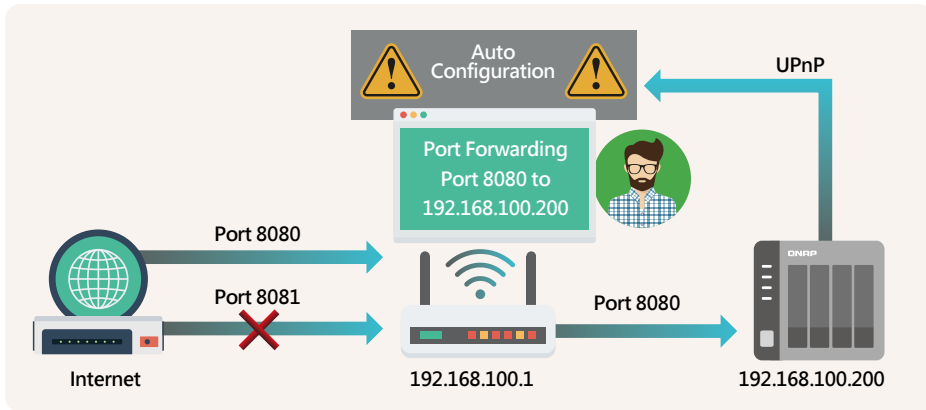 Auto
Configuration
UPnP
Port Forwarding
Port 8080 to
192.168.100.200
Port 8080
QNAP
Port 8081
Port 8080
Internet
192.168.100.1
192.168.100.200